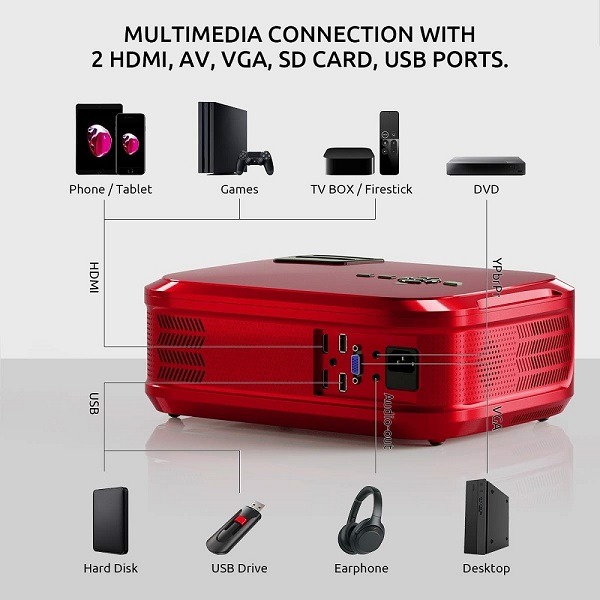 MULTIMEDIA CONNECTION WITH
2 HDMI, AV, VGA, SD CARD, USB PORTS.
Phone / Tablet
Games
TV BOX / Firestick
DVD
HDMI
YPbrPr
USB
Audio-out
VGA
Hard Disk
USB Drive
Earphone
Desktop